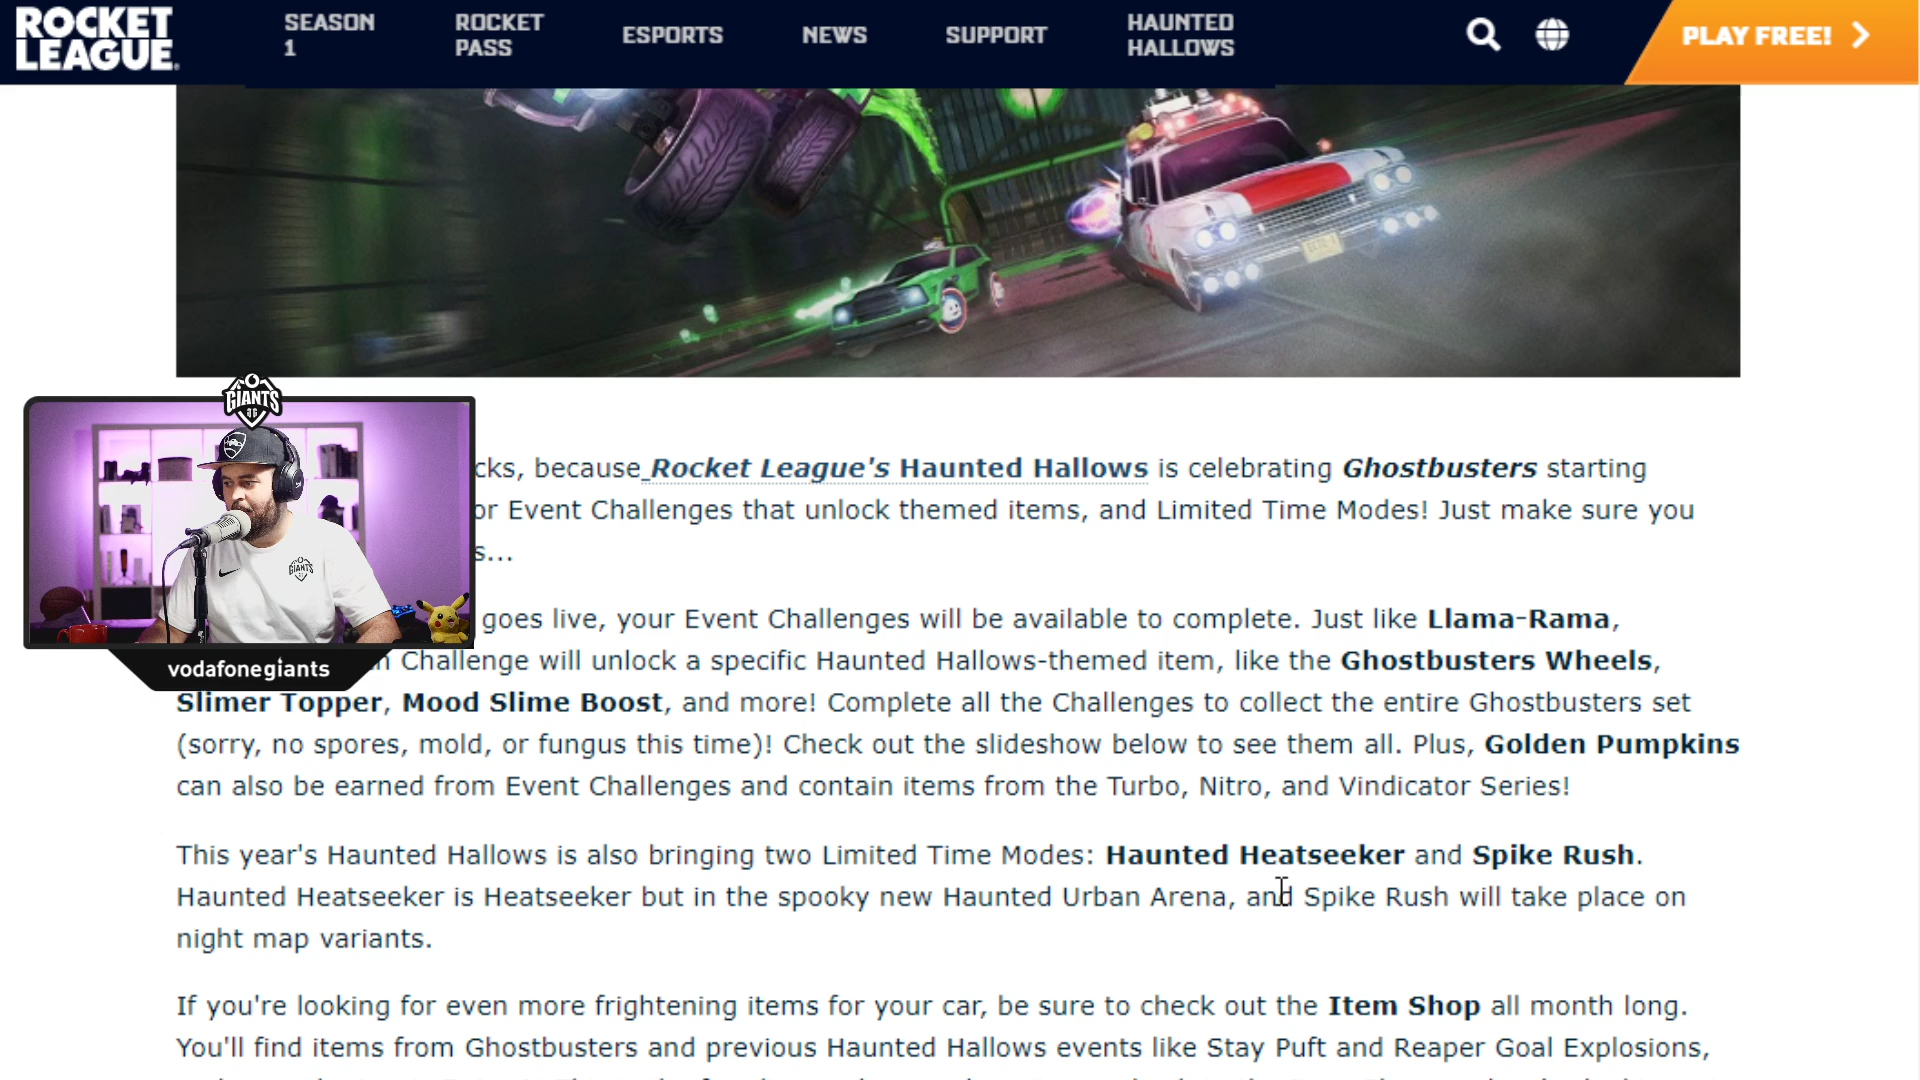 ROCKET
LEAGUE.
SEASON
1
ROCKET
PASS
ESPORTS
NEWS
SUPPORT
HAUNTED
HALLOWS
PLAY FREE!
GIANTS
GIANTS
vodafonegiants
cks, because Rocket League's Haunted Hallows is celebrating Ghostbusters starting
or Event Challenges that unlock themed items, and Limited Time Modes! Just make sure you
s...
goes live, your Event Challenges will be available to complete. Just like Llama-Rama,
Challenge will unlock a specific Haunted Hallows-themed item, like the Ghostbusters Wheels,
Slimer Topper, Mood Slime Boost, and more! Complete all the Challenges to collect the entire Ghostbusters set
(sorry, no spores, mold, or fungus this time)! Check out the slideshow below to see them all. Plus, Golden Pumpkins
can also be earned from Event Challenges and contain items from the Turbo, Nitro, and Vindicator Series!
This year's Haunted Hallows is also bringing two Limited Time Modes: Haunted Heatseeker and Spike Rush.
Haunted Heatseeker is Heatseeker but in the spooky new Haunted Urban Arena, and Spike Rush will take place on
night map variants.
If you're looking for even more frightening items for your car, be sure to check out the Item Shop all month long.
You'll find items from Ghostbusters and previous Haunted Hallows events like Stay Puft and Reaper Goal Explosions,